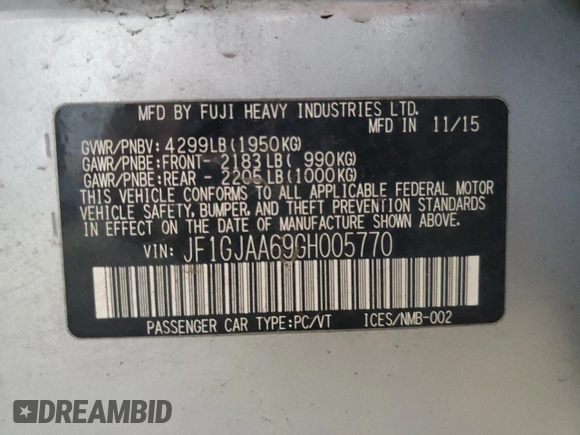 MFD BY FUJI HEAVY INDUSTRIES LTD.
MFD IN 11/15
GVWR/PNBV: 4299LB(1950KG)
GAWR/PNBE:FRONT- 2183LB( 990KG)
GAWR/PNBE:REAR - 2205LB(1000KG)
THIS VEHICLE CONFORMS TO ALL APPLICABLE FEDERAL MOTOR
VEHICLE SAFETY, BUMPER, AND THEFT PREVENTION STANDARDS
IN EFFECT ON THE DATE OF MANUFACTURE SHOWN ABOVE.
VIN: JF1GJAA69GH005770
PASSENGER CAR TYPE:PC/VT ICES/NMB-002
DREAMBID